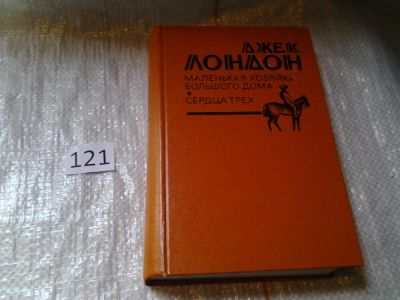 ДЖЕК
ЛОНДОН
МАЛЕНЬКАЯ ХОЗЯЙКА
БОЛЬШОГО ДОМА
•
СЕРДЦА ТРЕХ
121